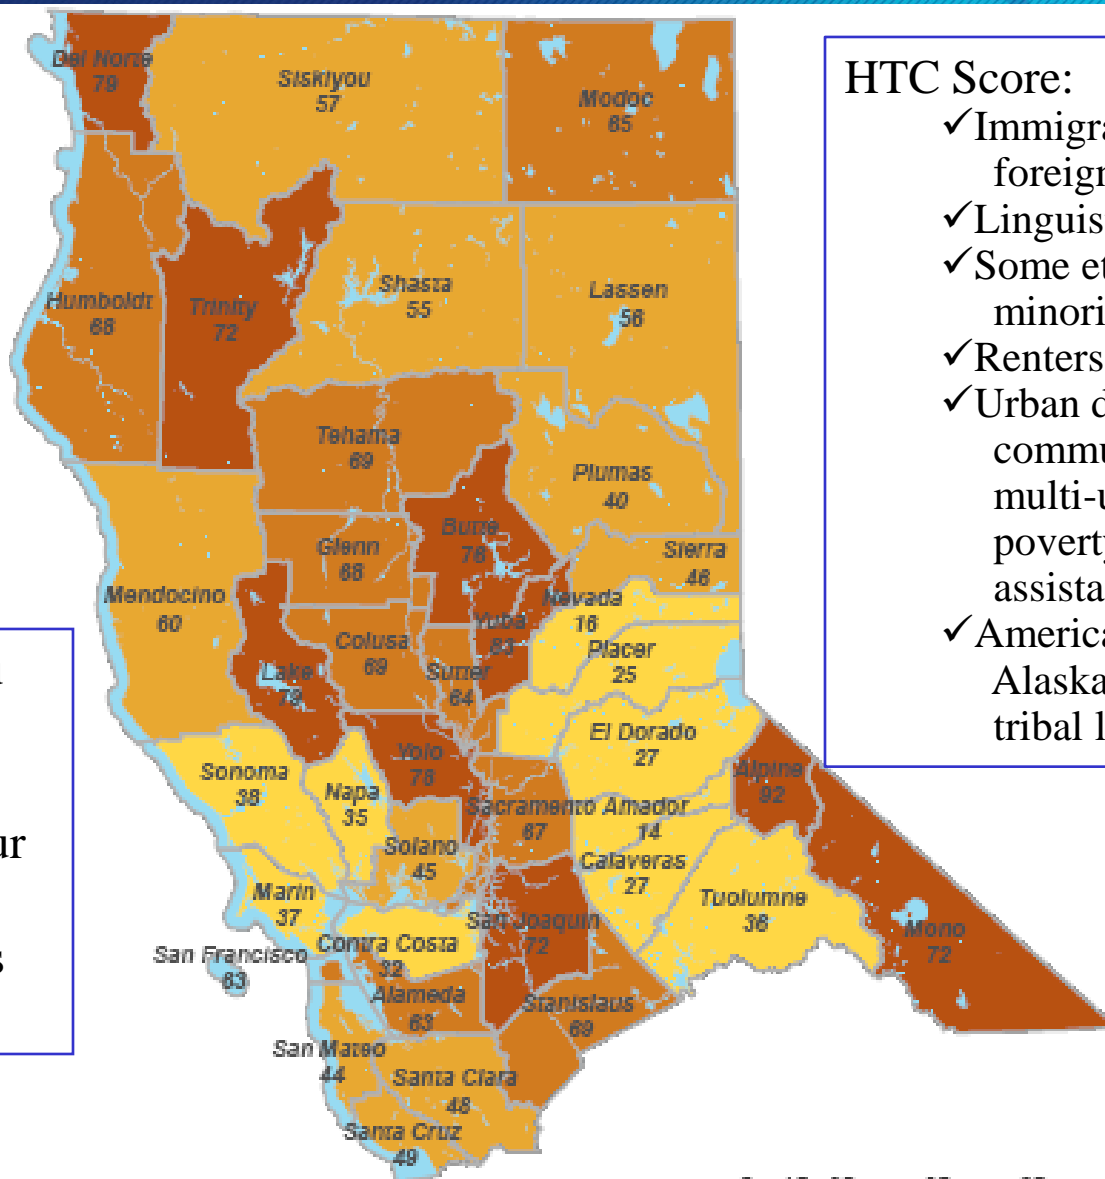 Del Norte
79
Siskiyou
57
Modoc
65
Humboldt
68
Trinity
72
Shasta
55
Lassen
56
Tehama
69
Plumas
40
Butte
76
Glenn
68
Sierra
46
Mendocino
60
Nevada
16
Yuba
83
Colusa
69
Placer
25
Sutter
64
Lake
79
El Dorado
27
Yolo
78
Alpine
92
Sonoma
38
Napa
35
Sacramento
67
Amador
14
Solano
45
Calaveras
27
Marin
37
Tuolumne
36
San Joaquin
72
Mono
72
San Francisco
63
Contra Costa
32
Alameda
63
Stanislaus
69
San Mateo
44
Santa Clara
48
Santa Cruz
49
HTC Score:
✓Immigra
foreign
✓Linguis
✓Some et
minori
✓Renters
✓Urban d
commu
multi-u
poverty
assista
✓America
Alaska
tribal l
ur
s